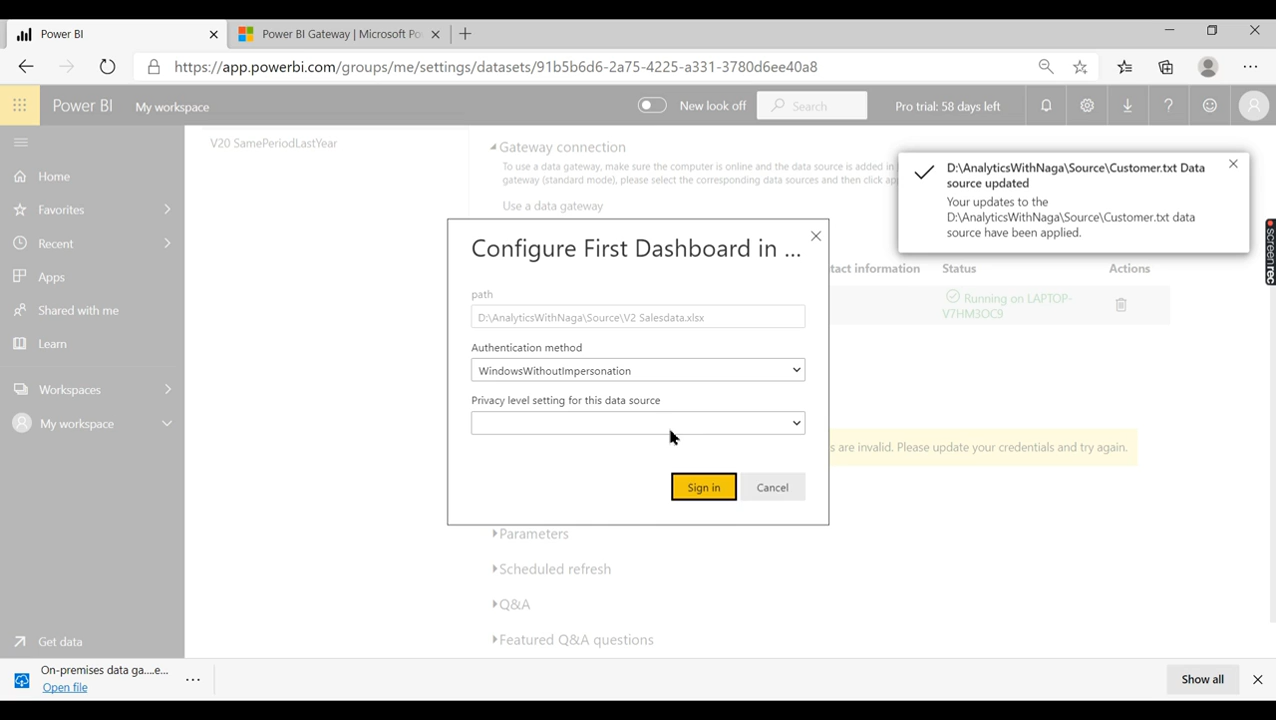 Power BI
Power BI Gateway | Microsoft Po
https://app.powerbi.com/groups/me/settings/datasets/91b5b6d6-2a75-4225-a331-3780d6ee40a8
Power BI
My workspace
New look off
Search
Pro trial: 58 days left
Home
Favorites
Recent
Apps
Shared with me
Learn
Workspaces
My workspace
Get data
V20 SamePeriodLastYear
Gateway connection
To use a data gateway, make sure the computer is online and the data source is added in
gateway (standard mode), please select the corresponding data sources and then click ap
Use a data gateway
D:\AnalyticsWithNaga\Source\Customer.txt Data
source updated
Your updates to the
D:\AnalyticsWithNaga\Source\Customer.txt data
source have been applied.
tact information
Status
Actions
Running on LAPTOP-
V7HM3OC9
Configure First Dashboard in ...
path
D:\AnalyticsWithNaga\Source\V2 Salesdata.xlsx
Authentication method
WindowsWithoutImpersonation
Privacy level setting for this data source
Sign in
Cancel
s are invalid. Please update your credentials and try again.
Parameters
Scheduled refresh
Q&A
Featured Q&A questions
screenrec
On-premises data ga....e...
Open file
Show all